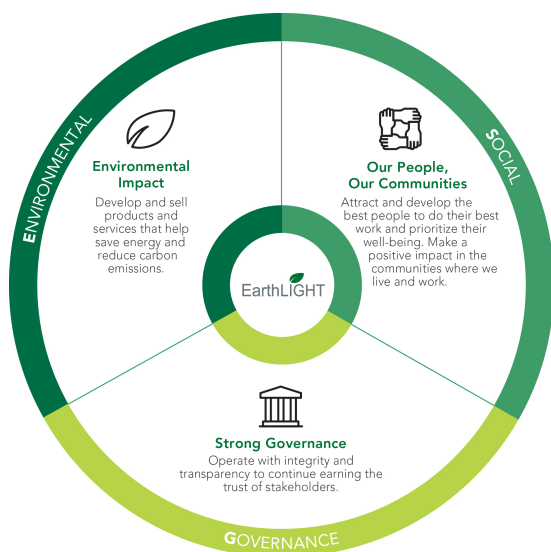 ENVIRONMENTAL
SOCIAL
Environmental
Impact
Develop and sell
products and
services that help
save energy and
reduce carbon
emissions.
Our People,
Our Communities
Attract and develop the
best people to do their best
work and prioritize their
well-being. Make a
positive impact in the
communities where we
live and work.
EarthLIGHT
Strong Governance
Operate with integrity and
transparency to continue earning the
trust of stakeholders.
GOVERNANCE